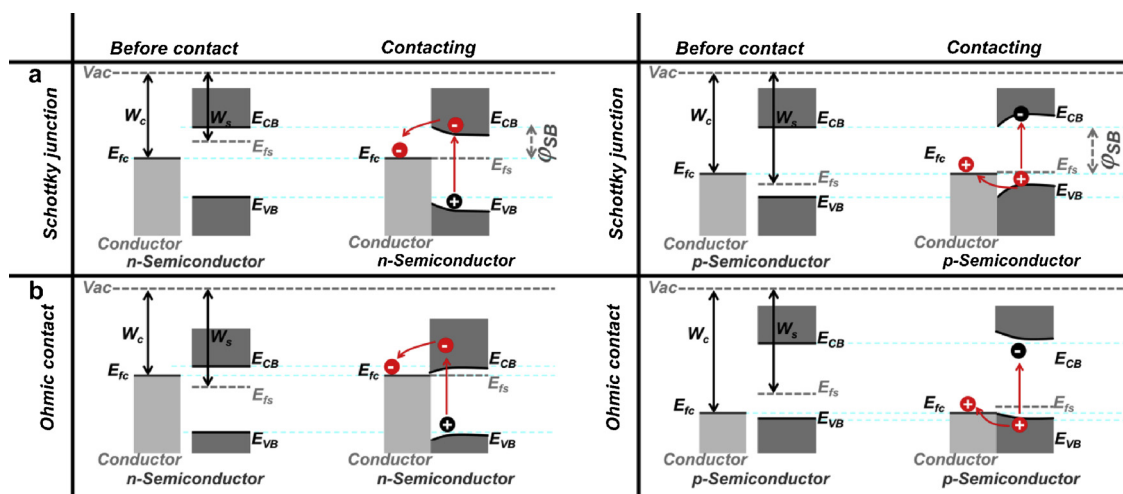 Before contact Contacting Before contact Contacting
a
Schottky junction
Vac
W_c
W_s
E_CB
E_fs
E_fc
E_VB
Conductor
n-Semiconductor
E_CB
φ_SB
E_fc
E_fs
E_VB
n-Semiconductor
Schottky junction
Vac
W_c
W_s
E_CB
E_fc
E_fs
E_VB
Conductor
p-Semiconductor
E_CB
φ_SB
E_fc
E_fs
E_VB
p-Semiconductor
b
Ohmic contact
Vac
W_c
W_s
E_CB
E_fc
E_fs
E_VB
Conductor
n-Semiconductor
E_CB
E_fc
E_fs
E_VB
Conductor
n-Semiconductor
Ohmic contact
Vac
W_c
W_s
E_CB
E_fs
E_fc
E_VB
Conductor
p-Semiconductor
E_CB
E_fc
E_fs
E_VB
Conductor
p-Semiconductor